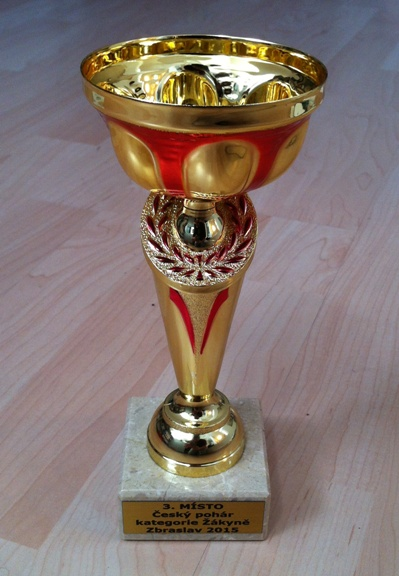 3. MÍSTO
Český pohár
kategorie Žákyně
Zbraslav 2015